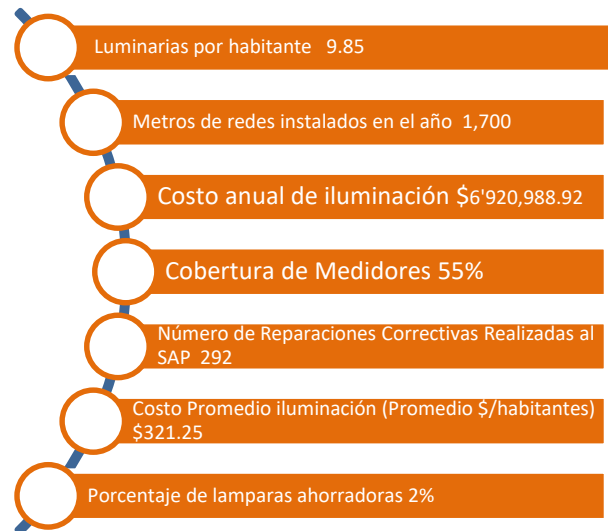 Luminarias por habitante 9.85
Metros de redes instalados en el año 1,700
Costo anual de iluminación $6'920,988.92
Cobertura de Medidores 55%
Número de Reparaciones Correctivas Realizadas al
SAP 292
Costo Promedio iluminación (Promedio $/habitantes)
$321.25
Porcentaje de lamparas ahorradoras 2%